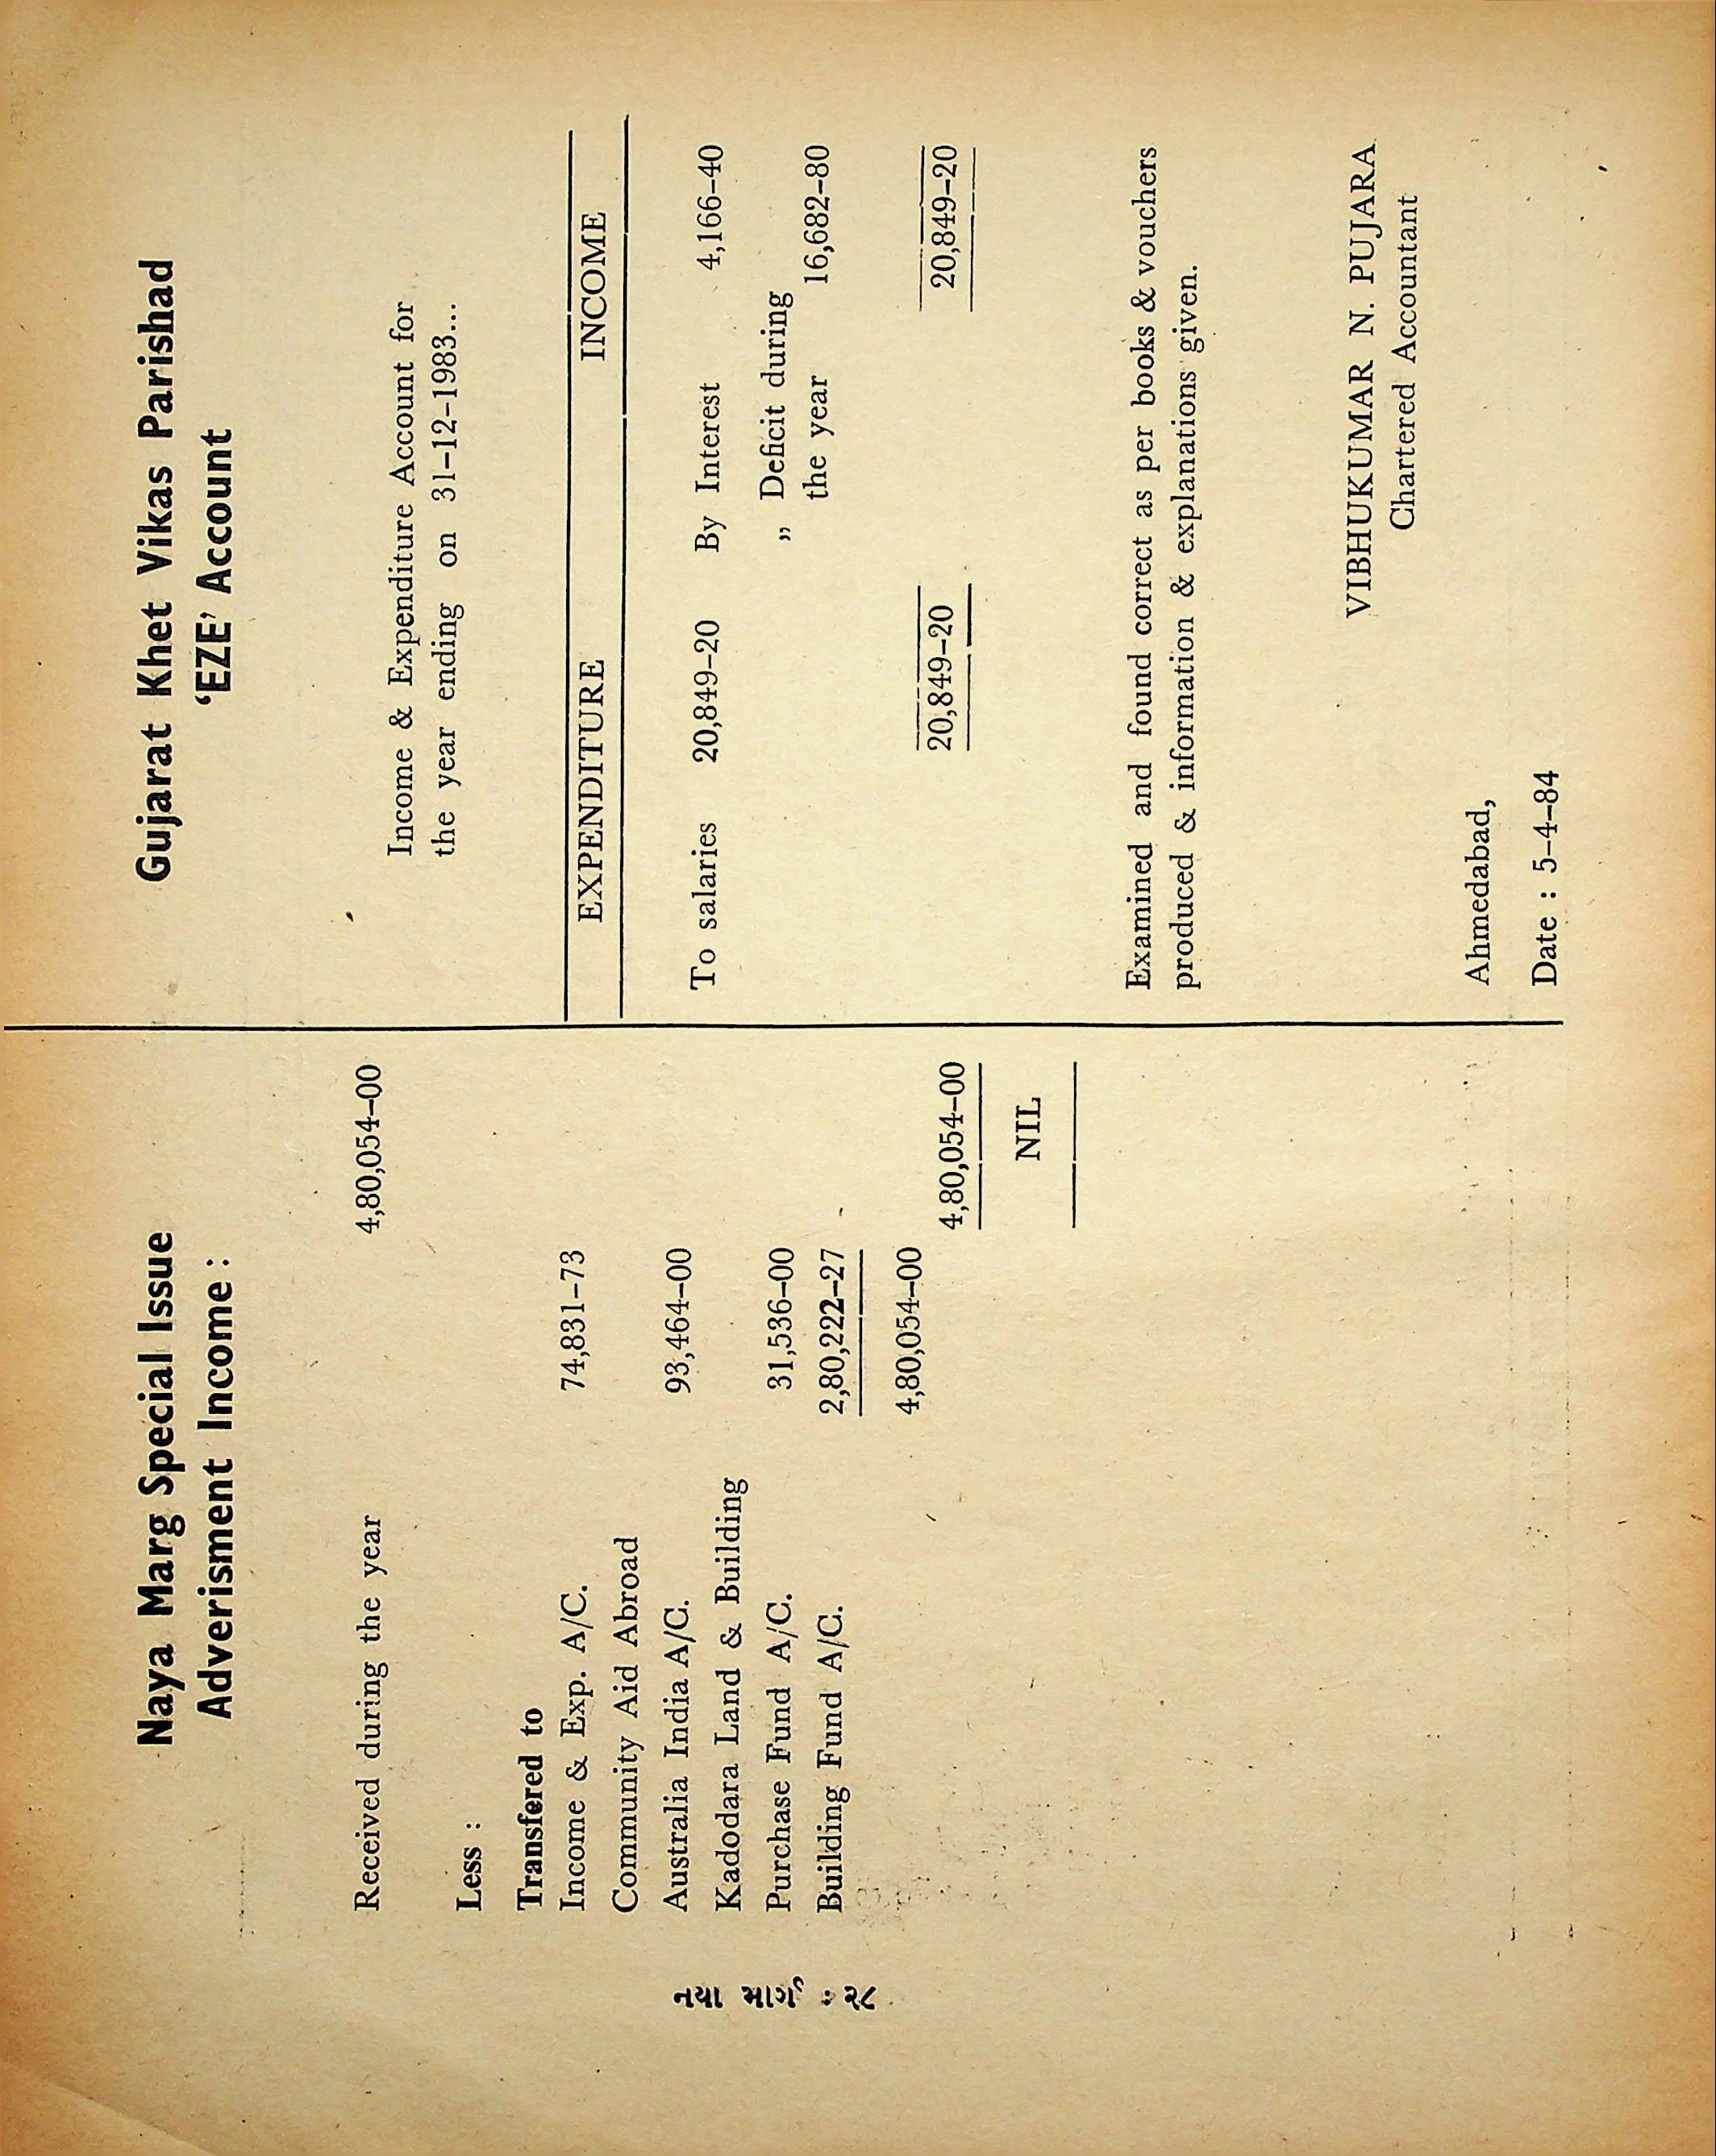 Naya Marg Special Issue
Adverisment Income :
Received during the year 4,80,054–00
Less :
Transfered to
Income & Exp. A/C. 74,831–73
Community Aid Abroad
Australia India A/C. 93,464–00
Kadodara Land & Building
Purchase Fund A/C. 31,536–00
Building Fund A/C. 2,80,222–27
4,80,054–00
4,80,054–00
NIL
Gujarat Khet Vikas Parishad
‘EZE’ Account
Income & Expenditure Account for
the year ending on 31–12–1983...
EXPENDITURE INCOME
To salaries 20,849–20 By Interest 4,166–40
„ Deficit during
the year 16,682–80
20,849–20 20,849–20
Examined and found correct as per books & vouchers
produced & information & explanations given.
VIBHUKUMAR N. PUJARA
Chartered Accountant
Ahmedabad,
Date : 5–4–84
નયા માર્ગ : ૨૮